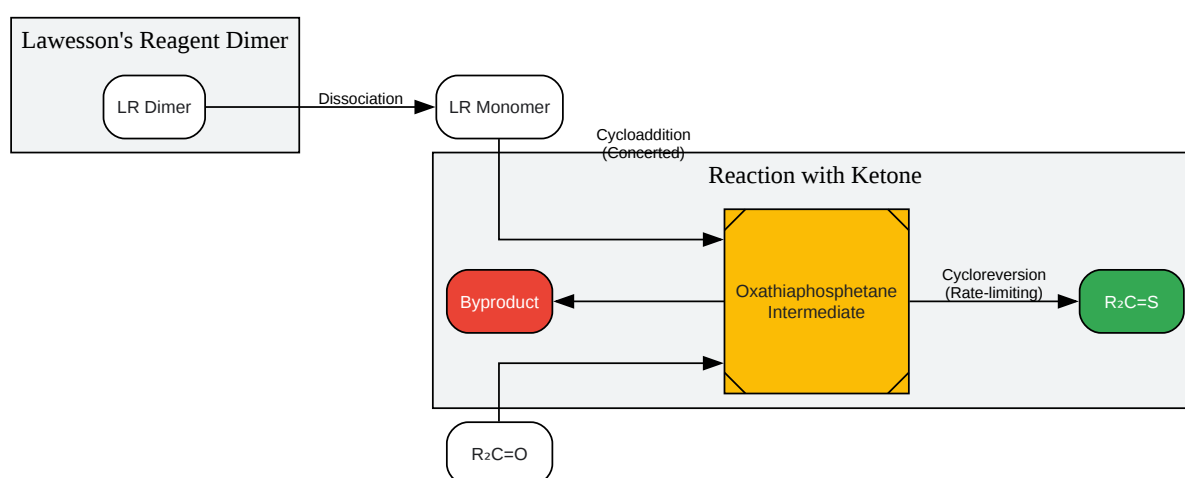 Lawesson's Reagent Dimer
LR Dimer
Dissociation
LR Monomer
Cycloaddition
(Concerted)
Reaction with Ketone
Byproduct
Oxathiaphosphetane
Intermediate
Cycloreversion
(Rate-limiting)
R₂C=S
R₂C=O